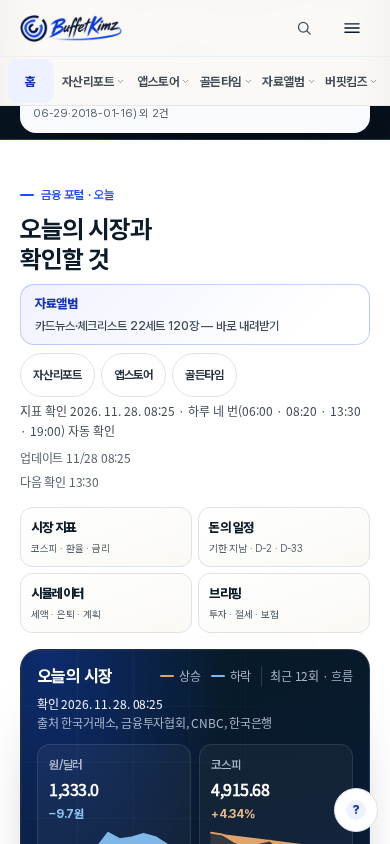 BuffetKimz
홈 자산리포트 앱스토어 골든타임 자료앨범 버핏킴즈
06-29·2018-01-16) 외 2건
금융 포털 · 오늘
오늘의 시장과
확인할 것
자료앨범
카드뉴스·체크리스트 22세트 120장 — 바로 내려받기
자산리포트 앱스토어 골든타임
지표 확인 2026. 11. 28. 08:25 · 하루 네 번(06:00 · 08:20 · 13:30
· 19:00) 자동 확인
업데이트 11/28 08:25
다음 확인 13:30
시장 지표 돈의 일정
코스피 · 환율 · 금리 기한 지남 · D-2 · D-33
시뮬레이터 브리핑
세액 · 은퇴 · 계획 투자 · 절세 · 보험
오늘의 시장 상승 하락 최근 12회 · 흐름
확인 2026. 11. 28. 08:25
출처 한국거래소, 금융투자협회, CNBC, 한국은행
원/달러 코스피
1,333.0 4,915.68
−9.7원 +4.34%
?